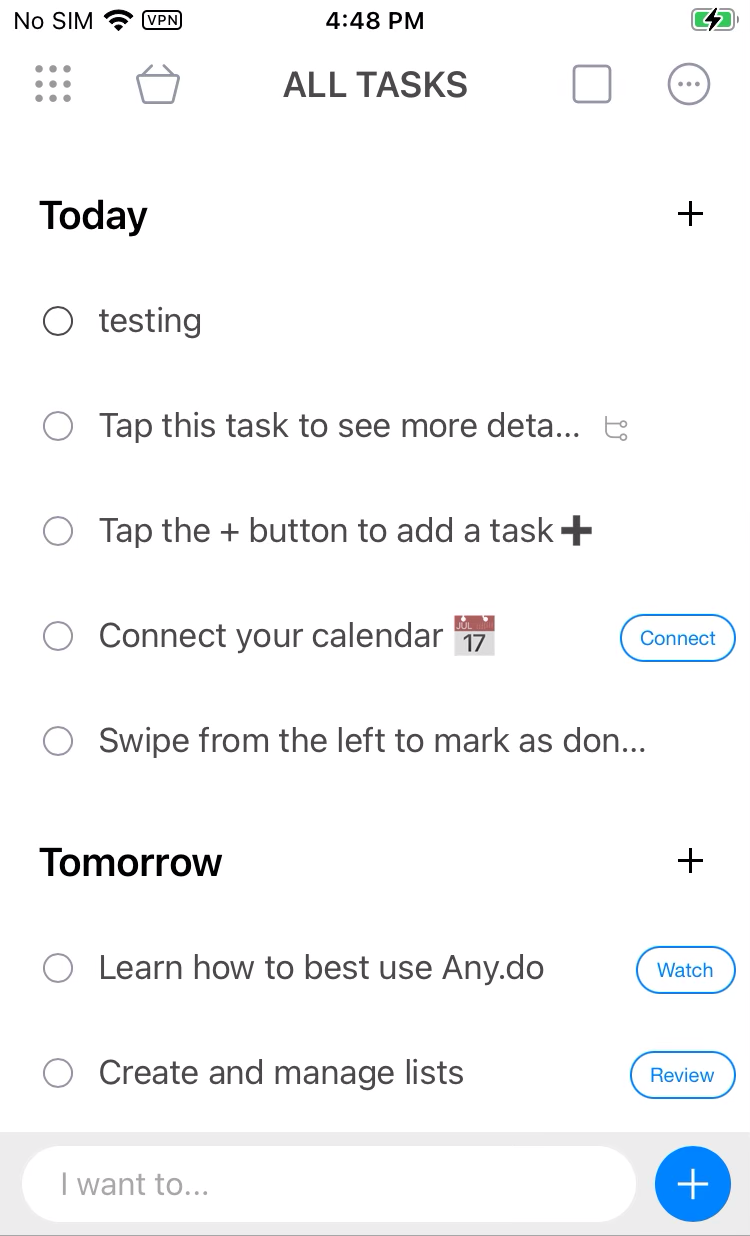 No SIM VPN 4:48 PM
ALL TASKS
Today
testing
Tap this task to see more deta...
Tap the + button to add a task➕
Connect your calendar 📅 Connect
JUL
17
Swipe from the left to mark as don...
Tomorrow
Learn how to best use Any.do Watch
Create and manage lists Review
I want to...